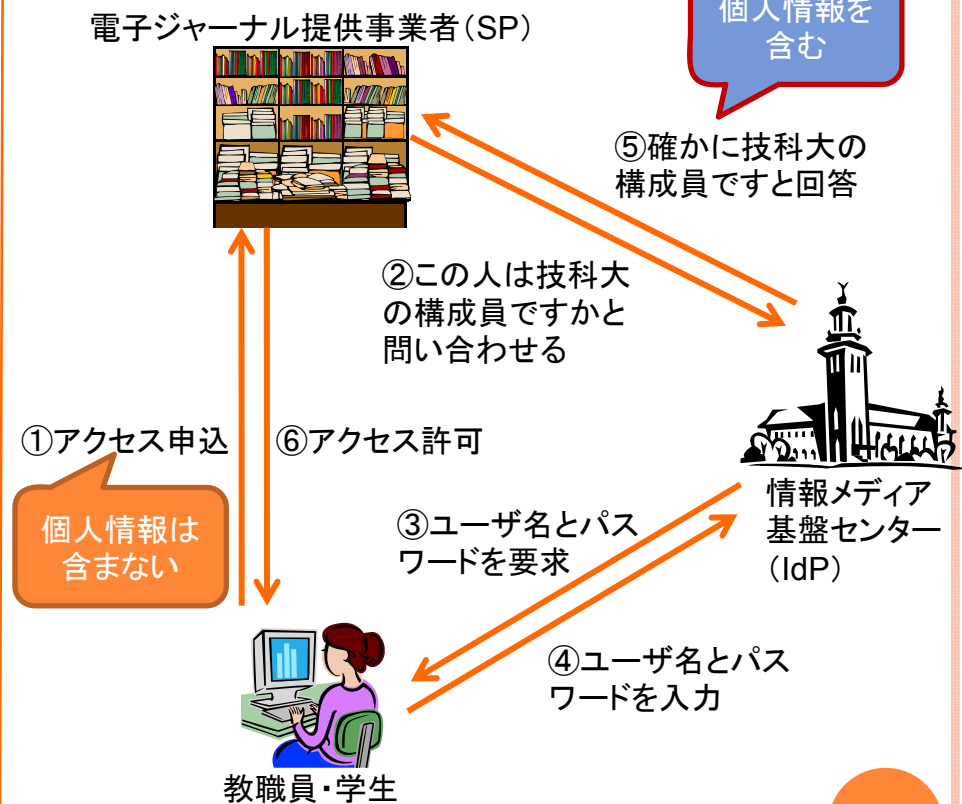 電子ジャーナル提供事業者(SP)
個人情報を
含む
⑤確かに技科大の
構成員ですと回答
②この人は技科大
の構成員ですかと
問い合わせる
①アクセス申込
⑥アクセス許可
個人情報は
含まない
③ユーザ名とパス
ワードを要求
情報メディア
基盤センター
(IdP)
④ユーザ名とパス
ワードを入力
教職員・学生